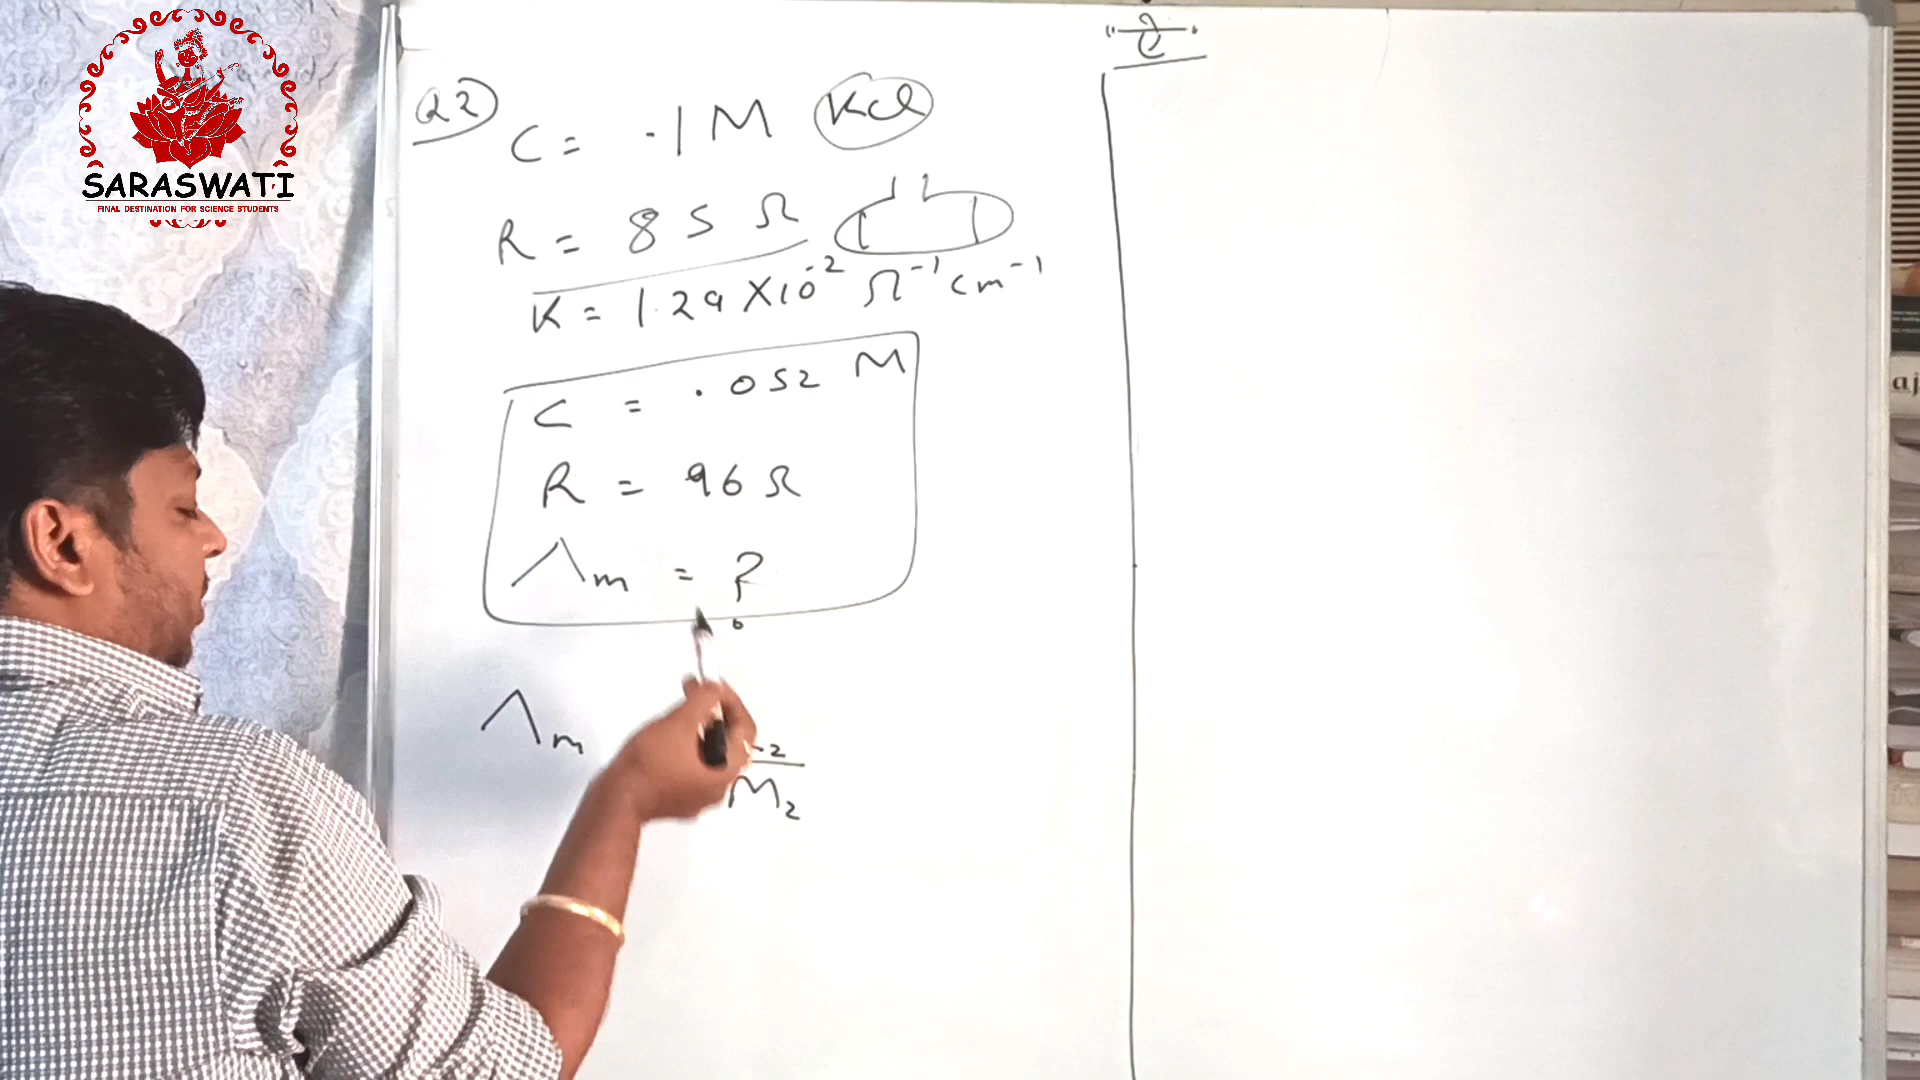 SARASWATI
FINAL DESTINATION FOR SCIENCE STUDENTS
Q2
C = .1 M KCl
R = 85 Ω
K = 1.29 X 10⁻² Ω⁻¹ cm⁻¹
C = .052 M
R = 96 Ω
Λm = ?
Λm
M₂